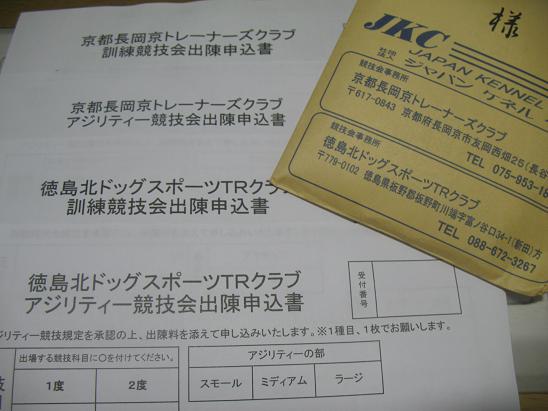 京都長岡京トレーナーズクラブ
訓練競技会出陳申込書
京都長岡京トレーナーズクラブ
アジリティー競技会出陳申込書
徳島北ドッグスポーツTRクラブ
訓練競技会出陳申込書
徳島北ドッグスポーツTRクラブ
アジリティー競技会出陳申込書
受付番号
ジリティー競技規定を承認の上、出陳料を添えて申し込みいたします。※1種目、1枚でお願いします。
出場する競技科目に○を付けてください。
1度
2度
アジリティーの部
スモール
ミディアム
ラージ
様
JKC
JAPAN KENNEL
社団法人
ジャパン ケネル
競技会事務所
京都長岡京トレーナーズクラブ
〒617-0843 京都府長岡京市友岡西畑25(長谷
TEL 075-953-18
競技会事務所
徳島北ドッグスポーツTRクラブ
〒779-0102 徳島県板野郡板野町川端字富ノ谷口34-1(新田)方
TEL 088-672-3267